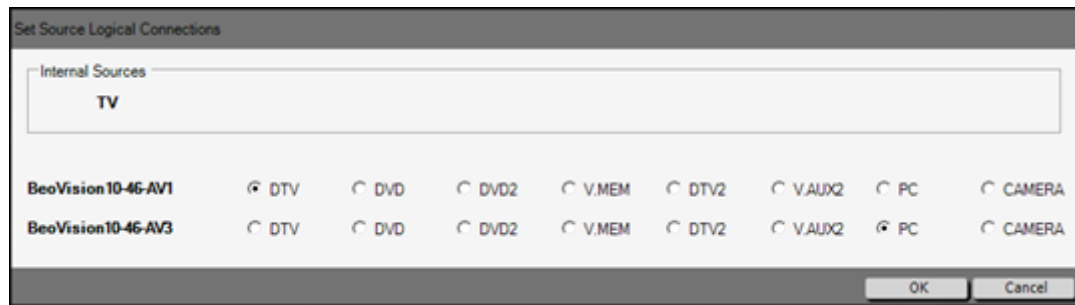 Set Source Logical Connections
Internal Sources
TV
BeoVision10-46-AV1 DTV DVD DVD2 V.MEM DTV2 V.AUX2 PC CAMERA
BeoVision10-46-AV3 DTV DVD DVD2 V.MEM DTV2 V.AUX2 PC CAMERA
OK Cancel